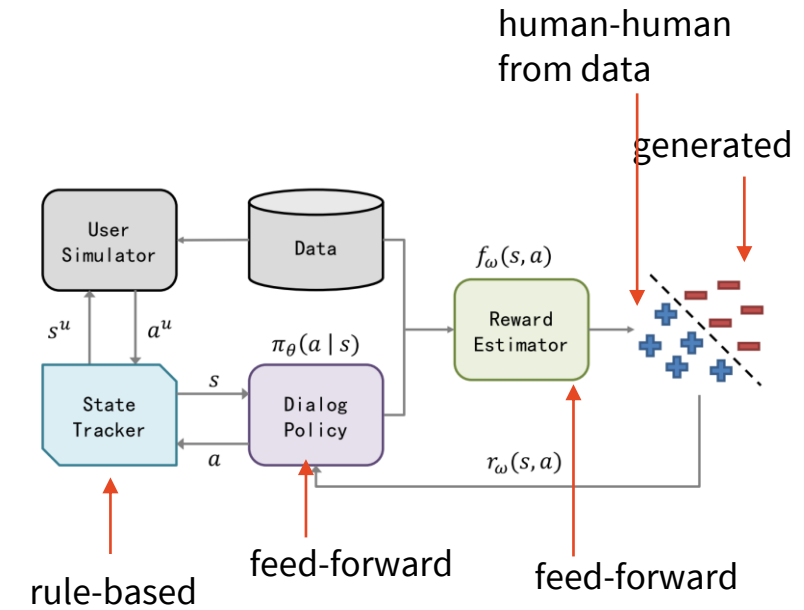 human-human
from data
generated
User
Simulator
Data
f_ω(s,a)
Reward
Estimator
s^u
a^u
π_θ(a | s)
State
Tracker
s
a
Dialog
Policy
r_ω(s,a)
rule-based
feed-forward
feed-forward